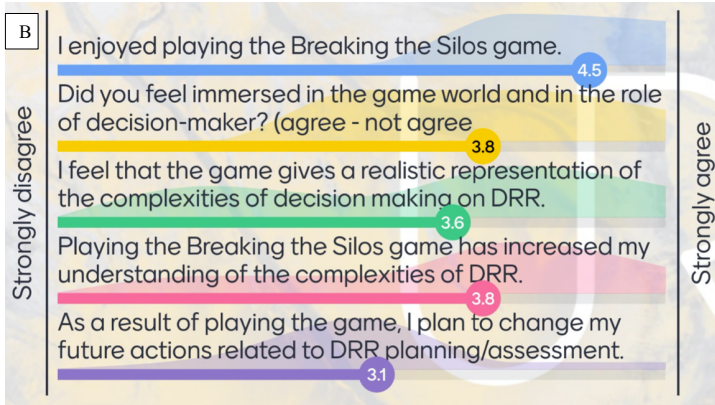 B
I enjoyed playing the Breaking the Silos game.
4.5
Did you feel immersed in the game world and in the role
of decision-maker? (agree - not agree
3.8
I feel that the game gives a realistic representation of
the complexities of decision making on DRR.
3.6
Playing the Breaking the Silos game has increased my
understanding of the complexities of DRR.
3.8
As a result of playing the game, I plan to change my
future actions related to DRR planning/assessment.
3.1
Strongly disagree
Strongly agree